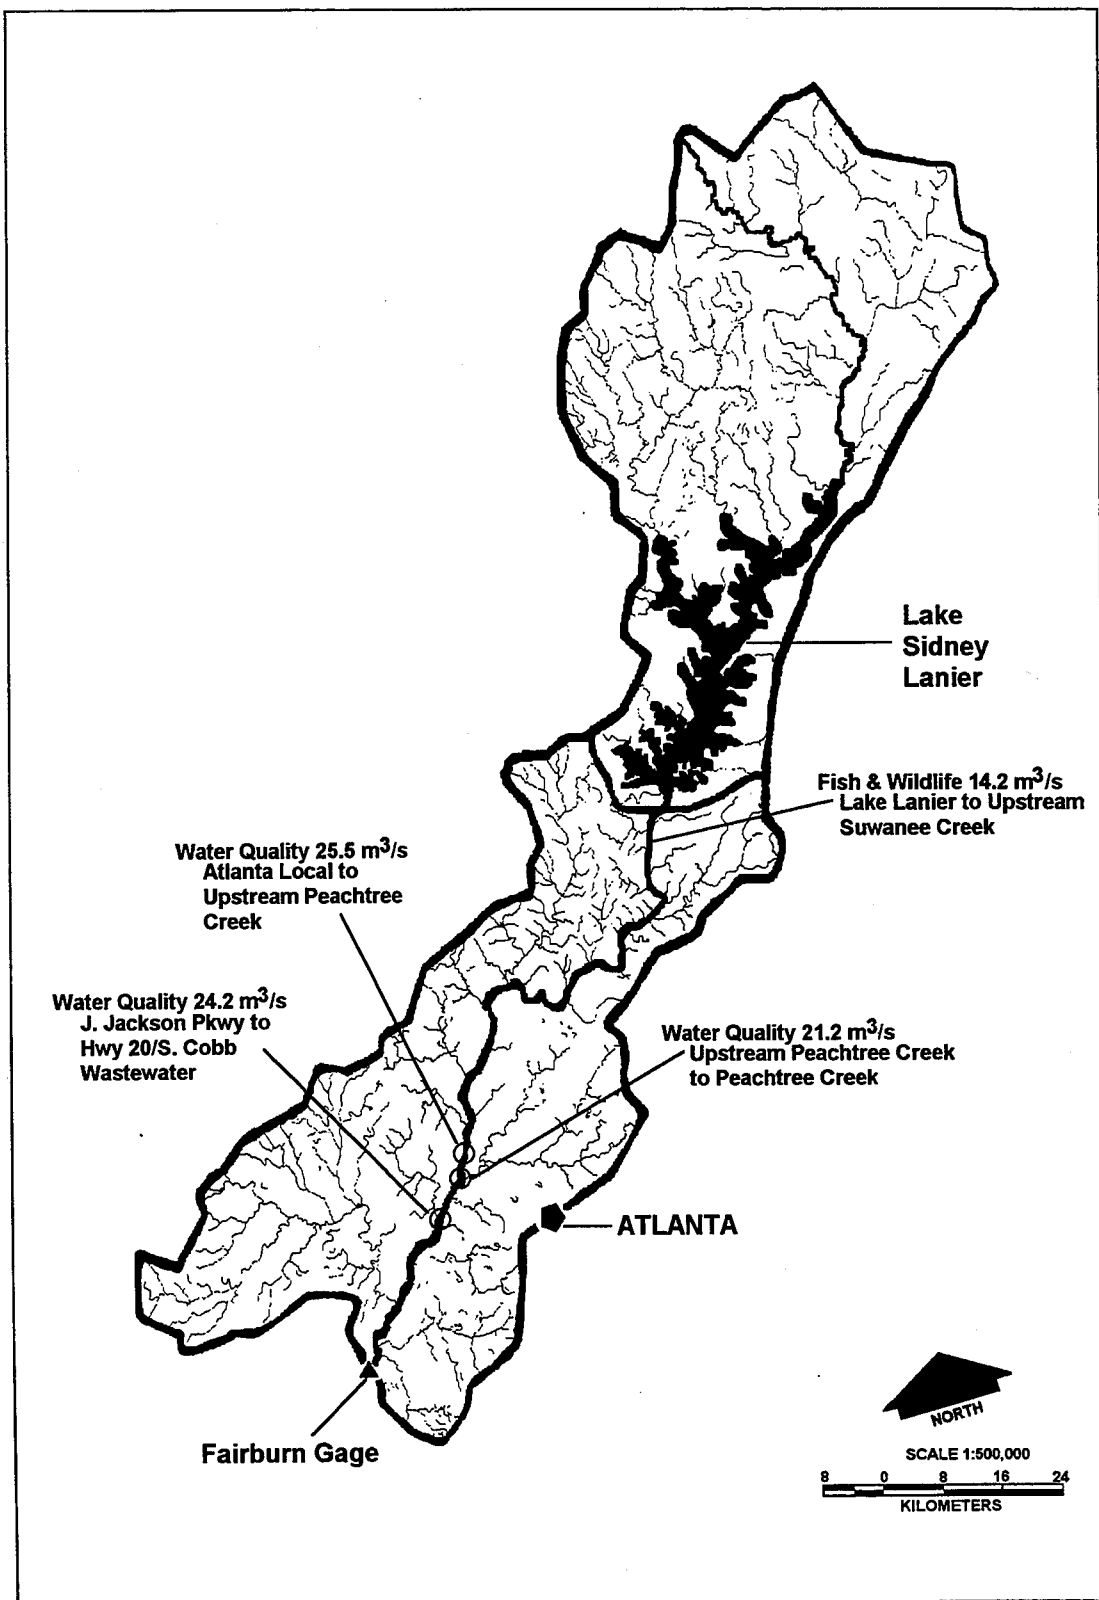 Lake
Sidney
Lanier
Fish & Wildlife 14.2 m³/s
Lake Lanier to Upstream
Suwanee Creek
Water Quality 25.5 m³/s
Atlanta Local to
Upstream Peachtree
Creek
Water Quality 24.2 m³/s
J. Jackson Pkwy to
Hwy 20/S. Cobb
Wastewater
Water Quality 21.2 m³/s
Upstream Peachtree Creek
to Peachtree Creek
ATLANTA
Fairburn Gage
NORTH
SCALE 1:500,000
8 0 8 16 24
KILOMETERS